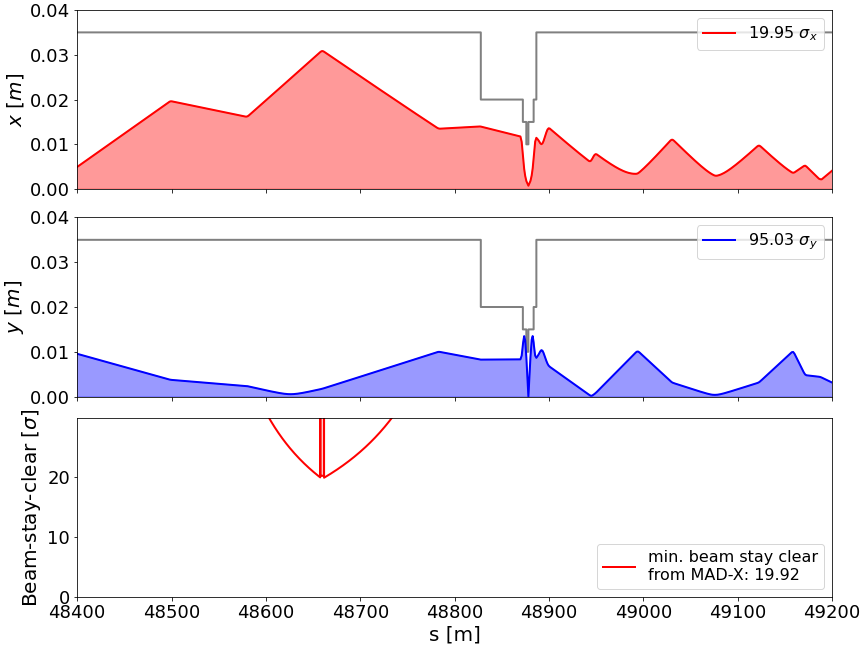 0.04
0.03
0.02
0.01
0.00
x [m]
19.95 σx
0.04
0.03
0.02
0.01
0.00
y [m]
95.03 σy
20
10
0
Beam-stay-clear [σ]
min. beam stay clear
from MAD-X: 19.92
48400 48500 48600 48700 48800 48900 49000 49100 49200
s [m]